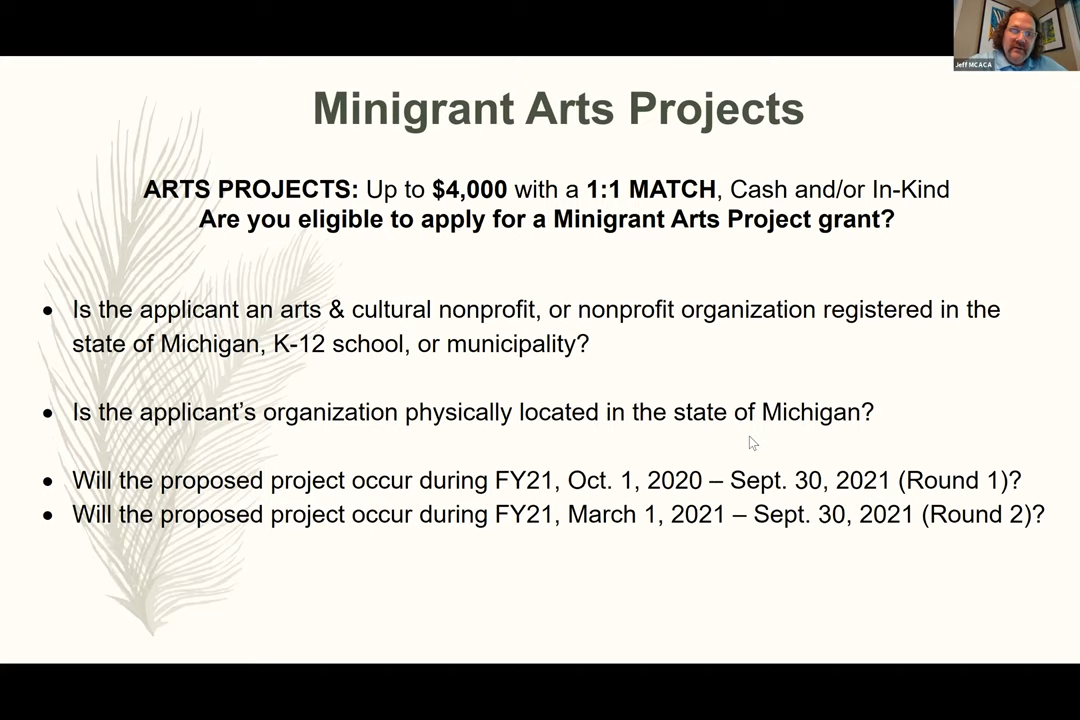 Jeff MCACA
Minigrant Arts Projects
ARTS PROJECTS: Up to $4,000 with a 1:1 MATCH, Cash and/or In-Kind
Are you eligible to apply for a Minigrant Arts Project grant?
• Is the applicant an arts & cultural nonprofit, or nonprofit organization registered in the
state of Michigan, K-12 school, or municipality?
• Is the applicant’s organization physically located in the state of Michigan?
• Will the proposed project occur during FY21, Oct. 1, 2020 – Sept. 30, 2021 (Round 1)?
• Will the proposed project occur during FY21, March 1, 2021 – Sept. 30, 2021 (Round 2)?